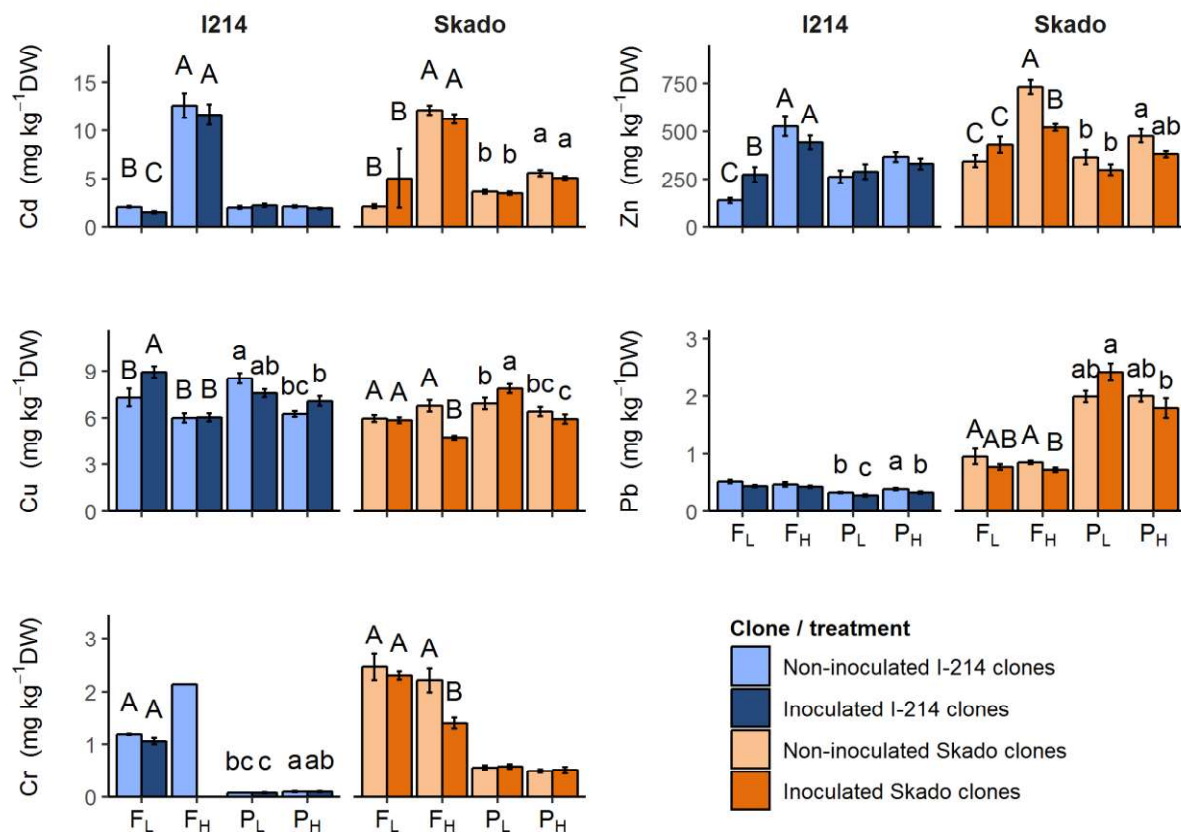 I214 Skado
Cd (mg kg⁻¹DW)
15
10
5
0
B C A A
B B A A b b a a
I214 Skado
Zn (mg kg⁻¹DW)
750
500
250
0
C B A A
C C A B b b a ab
Cu (mg kg⁻¹DW)
9
6
3
0
B A B B a ab bc b
A A A B b a bc c
Pb (mg kg⁻¹DW)
3
2
1
0
b c a b
A AB A B ab a ab b
F_L F_H P_L P_H F_L F_H P_L P_H
Cr (mg kg⁻¹DW)
3
2
1
0
A A bc c a ab
A A A B
F_L F_H P_L P_H F_L F_H P_L P_H
Clone / treatment
Non-inoculated I-214 clones
Inoculated I-214 clones
Non-inoculated Skado clones
Inoculated Skado clones